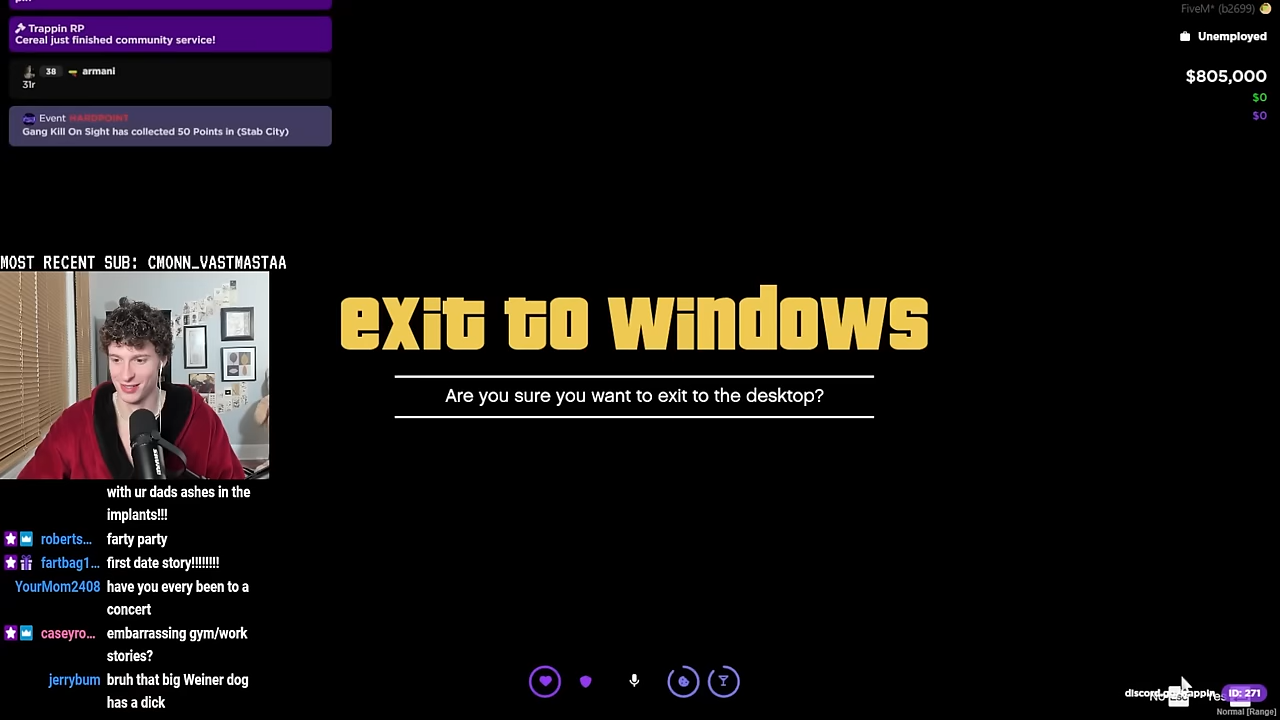 FiveM* (b2699)
Trappin RP
Cereal just finished community service!
Unemployed
38 armani
31r
$805,000
$0
$0
Event HARDPOINT
Gang Kill On Sight has collected 50 Points in (Stab City)
MOST RECENT SUB: CMONN_VASTMASTAA
exit to windows
Are you sure you want to exit to the desktop?
with ur dads ashes in the
implants!!!
roberts... farty party
fartbag1... first date story!!!!!!!!
YourMom2408 have you every been to a
concert
caseyro... embarrassing gym/work
stories?
jerrybum bruh that big Weiner dog
has a dick
ID: 271
Normal [Range]